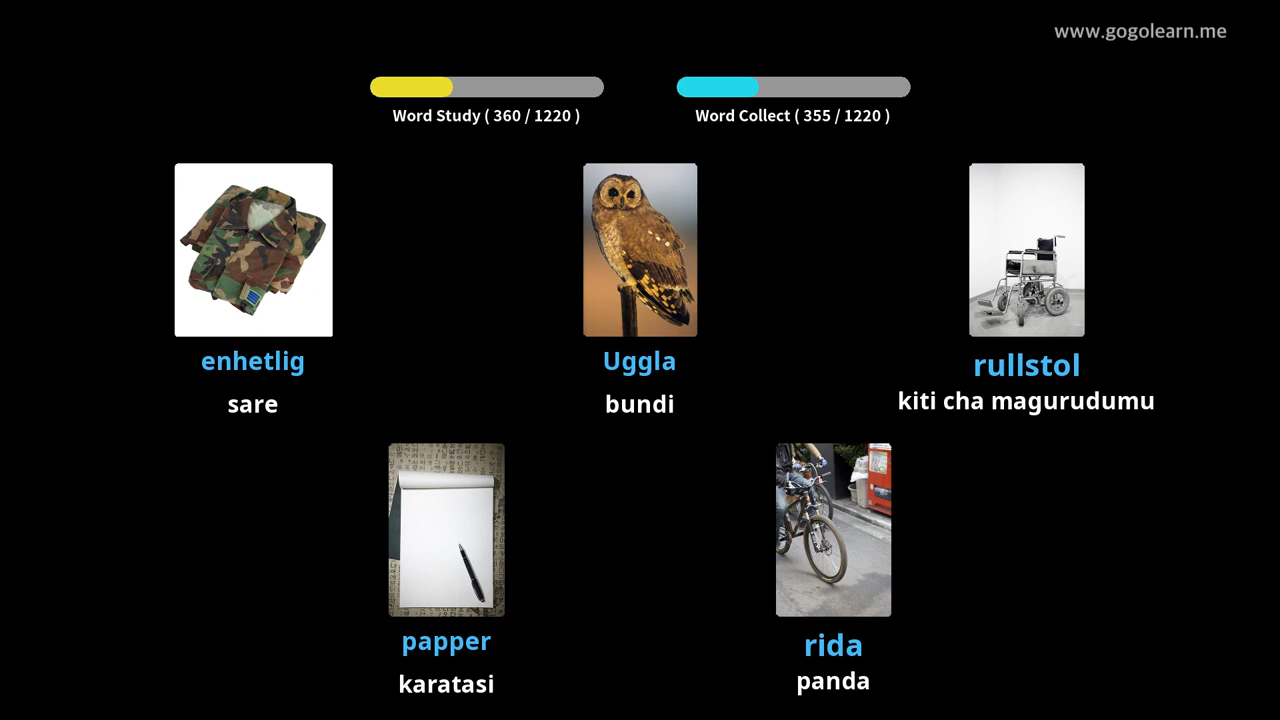 www.gogolearn.me
Word Study ( 360 / 1220 )
Word Collect ( 355 / 1220 )
enhetlig
sare
Uggla
bundi
rullstol
kiti cha magurudumu
papper
karatasi
rida
panda